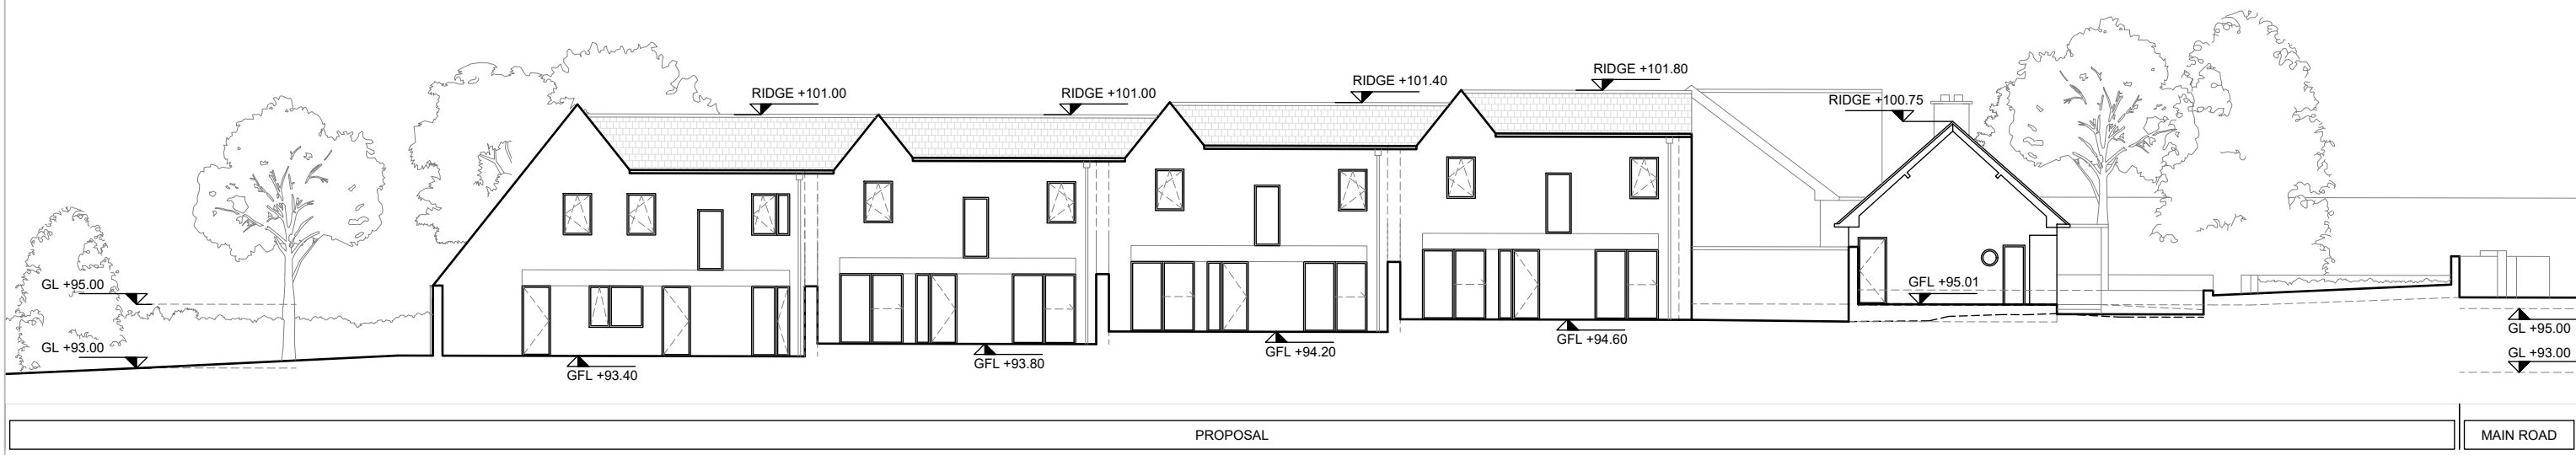 RIDGE +101.00
RIDGE +101.00
RIDGE +101.40
RIDGE +101.80
RIDGE +100.75
GL +95.00
GL +93.00
GFL +93.40
GFL +93.80
GFL +94.20
GFL +94.60
GFL +95.01
GL +95.00
GL +93.00
PROPOSAL
MAIN ROAD